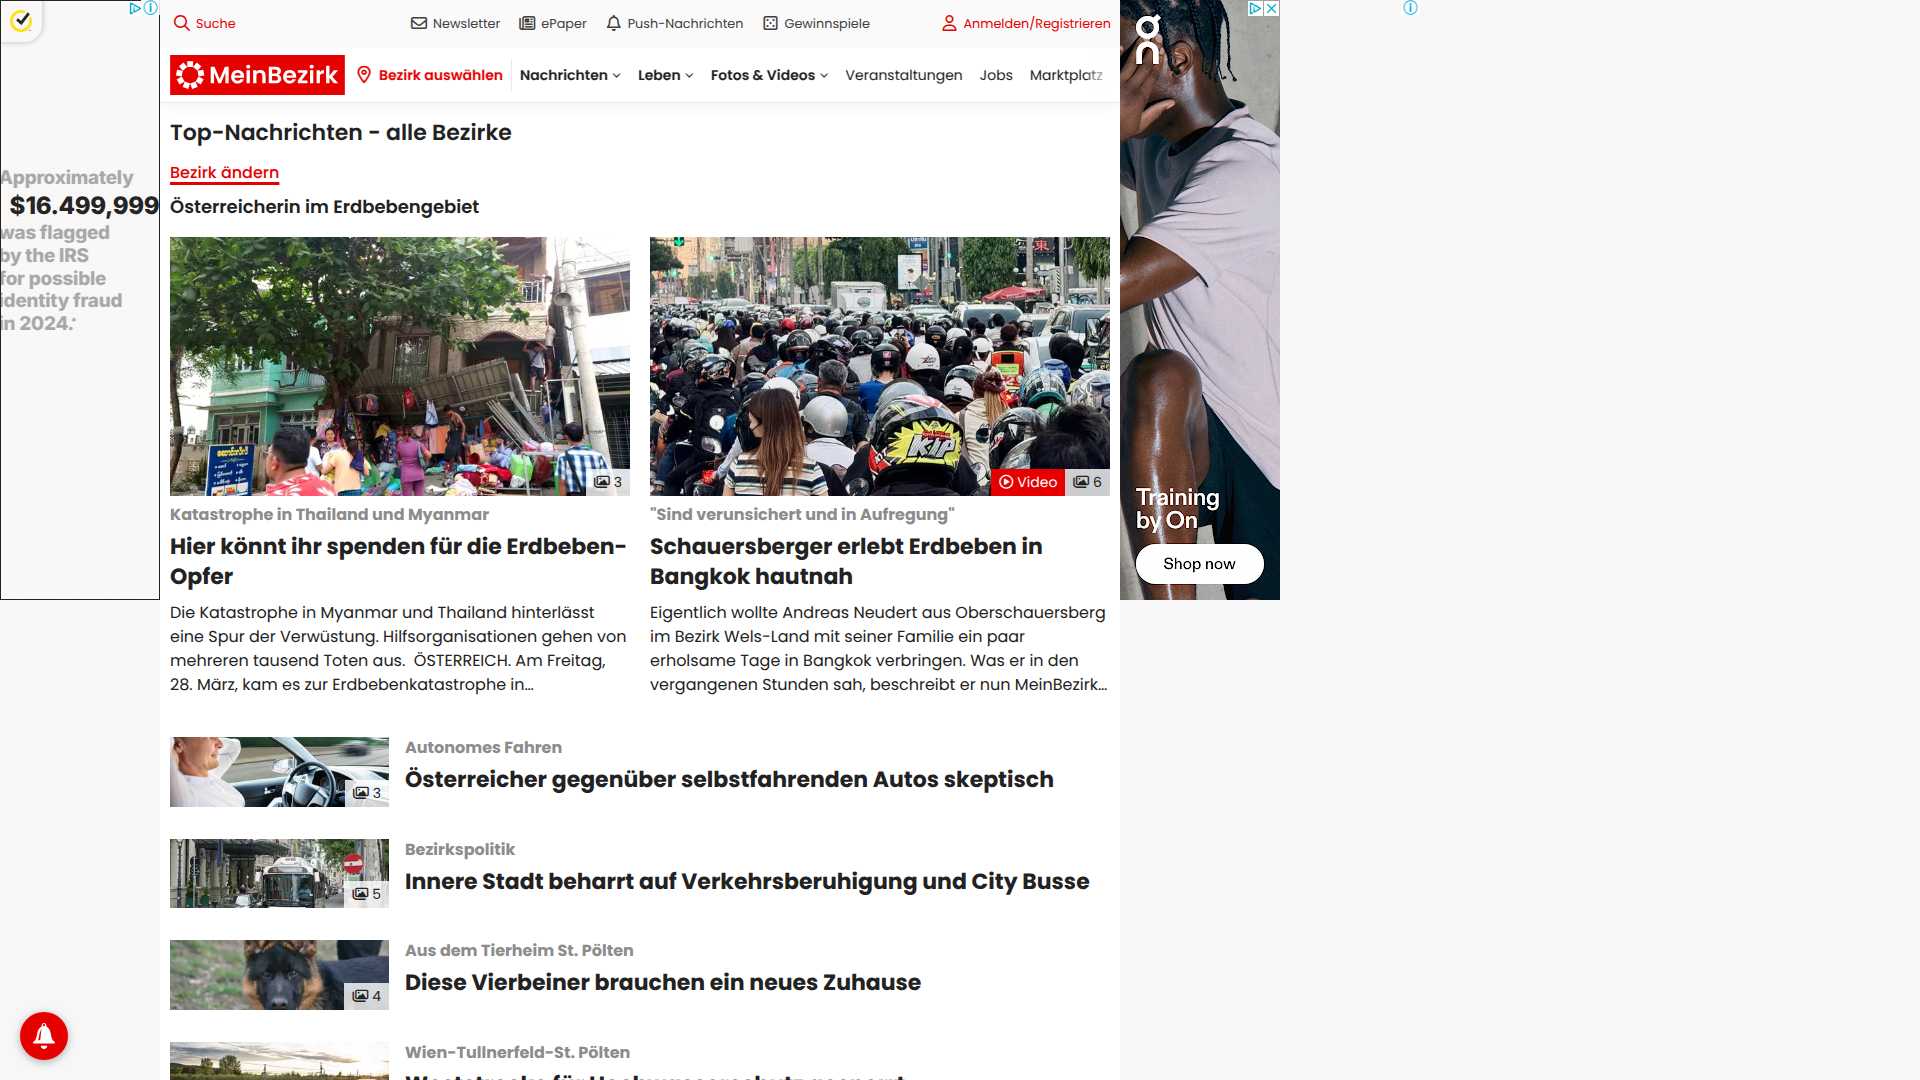 Suche
Newsletter
ePaper
Push-Nachrichten
Gewinnspiele
Anmelden/Registrieren
MeinBezirk
Bezirk auswählen
Nachrichten
Leben
Fotos & Videos
Veranstaltungen
Jobs
Marktplatz
Top-Nachrichten - alle Bezirke
Bezirk ändern
Österreicherin im Erdbebengebiet
Approximately
$16.499,999
was flagged
by the IRS
for possible
identity fraud
in 2024.*
3
Katastrophe in Thailand und Myanmar
Hier könnt ihr spenden für die Erdbeben-
Opfer
Die Katastrophe in Myanmar und Thailand hinterlässt
eine Spur der Verwüstung. Hilfsorganisationen gehen von
mehreren tausend Toten aus.  ÖSTERREICH. Am Freitag,
28. März, kam es zur Erdbebenkatastrophe in...
KiP
東
Video
6
"Sind verunsichert und in Aufregung"
Schauersberger erlebt Erdbeben in
Bangkok hautnah
Eigentlich wollte Andreas Neudert aus Oberschauersberg
im Bezirk Wels-Land mit seiner Familie ein paar
erholsame Tage in Bangkok verbringen. Was er in den
vergangenen Stunden sah, beschreibt er nun MeinBezirk...
3
Autonomes Fahren
Österreicher gegenüber selbstfahrenden Autos skeptisch
5
Bezirkspolitik
Innere Stadt beharrt auf Verkehrsberuhigung und City Busse
4
Aus dem Tierheim St. Pölten
Diese Vierbeiner brauchen ein neues Zuhause
Wien-Tullnerfeld-St. Pölten
Weststrecke für Hochwasserschutz gesperrt
on
Training
by On
Shop now